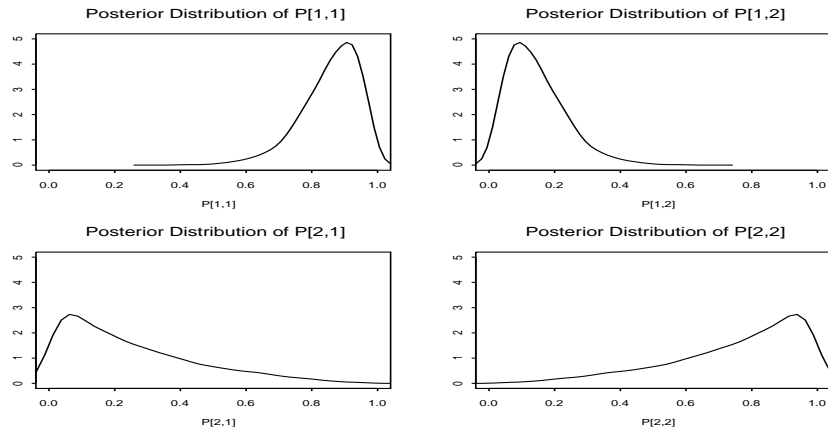 Posterior Distribution of P[1,1]
5
4
3
2
1
0
0.0 0.2 0.4 0.6 0.8 1.0
P[1,1]
Posterior Distribution of P[1,2]
5
4
3
2
1
0
0.0 0.2 0.4 0.6 0.8 1.0
P[1,2]
Posterior Distribution of P[2,1]
5
4
3
2
1
0
0.0 0.2 0.4 0.6 0.8 1.0
P[2,1]
Posterior Distribution of P[2,2]
5
4
3
2
1
0
0.0 0.2 0.4 0.6 0.8 1.0
P[2,2]